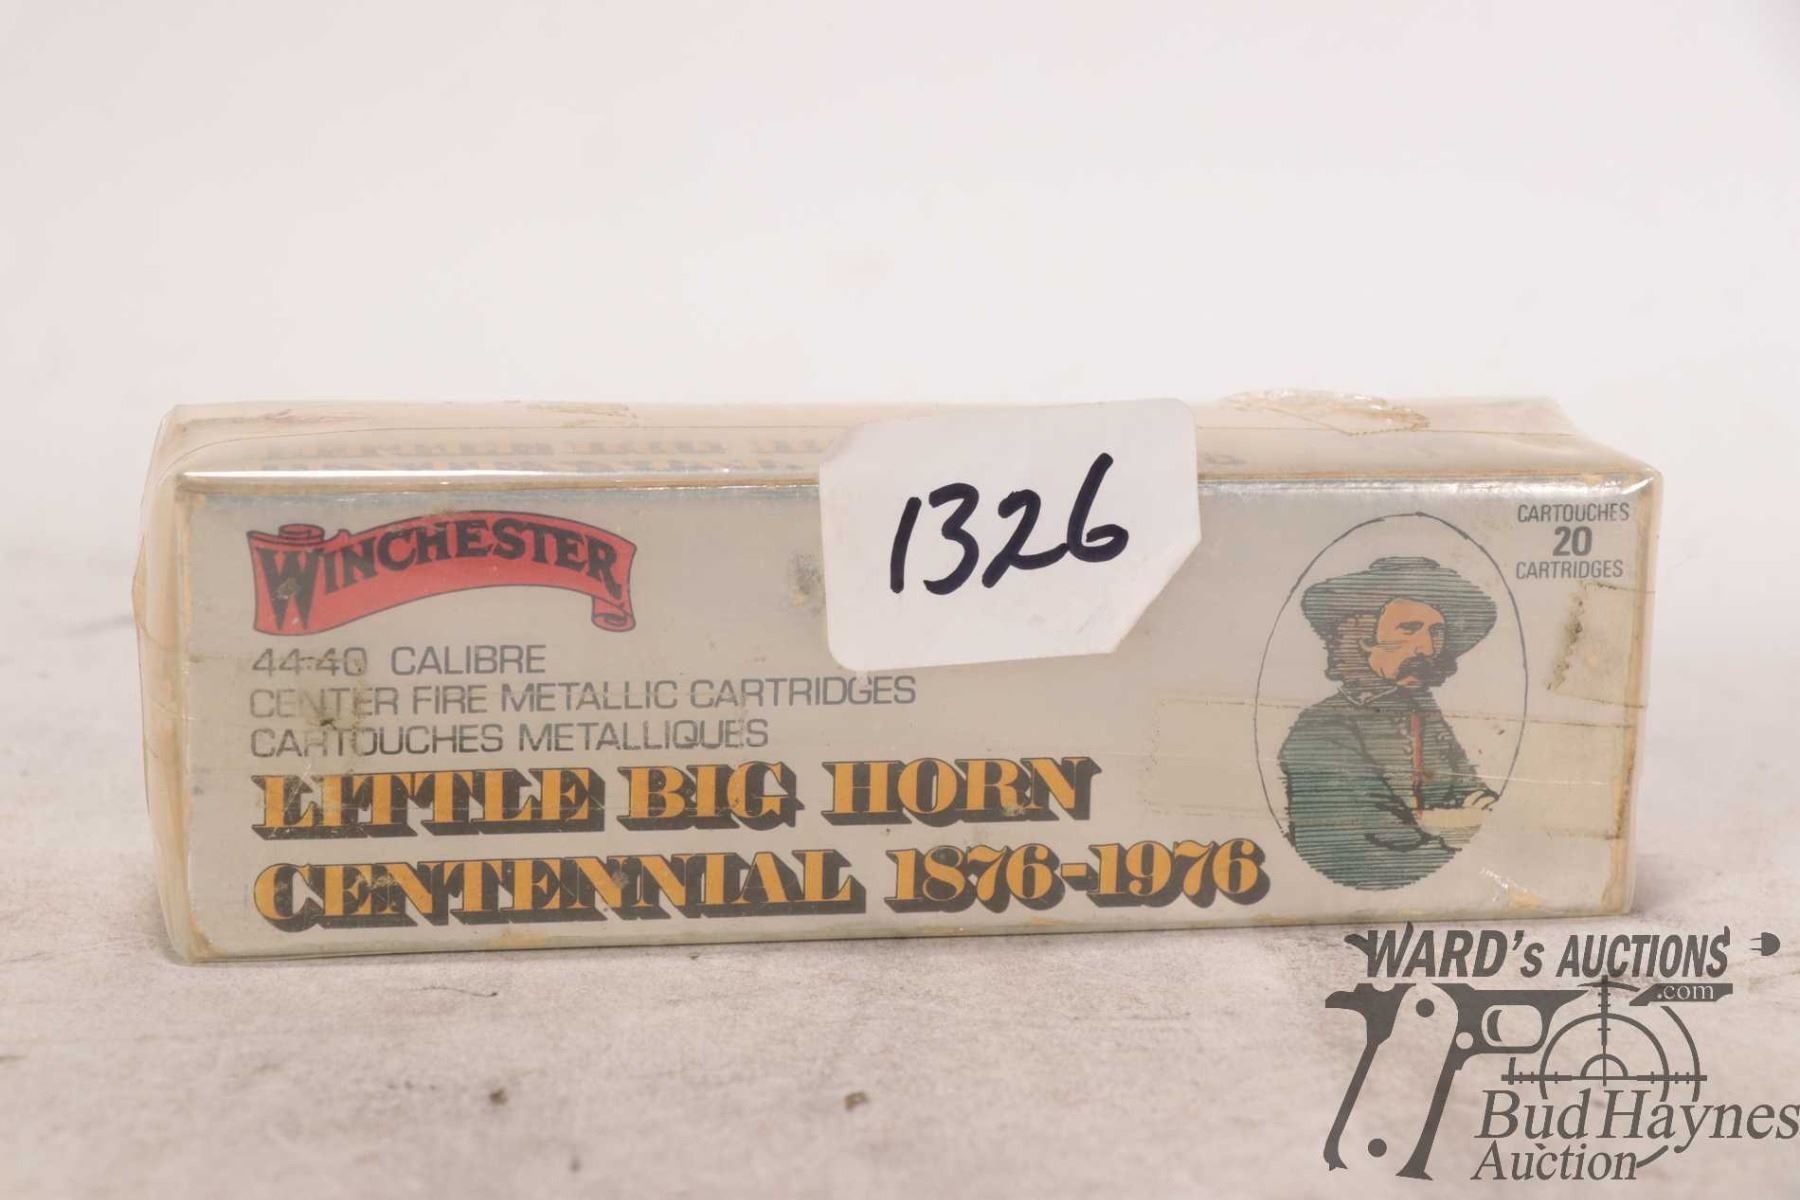 1326
WINCHESTER
CARTOUCHES
20
CARTRIDGES
44-40 CALIBRE
CENTER FIRE METALLIC CARTRIDGES
CARTOUCHES METALLIQUES
LITTLE BIG HORN
CENTENNIAL 1876-1976
WARD's AUCTIONS
.com
Bud Haynes
Auction